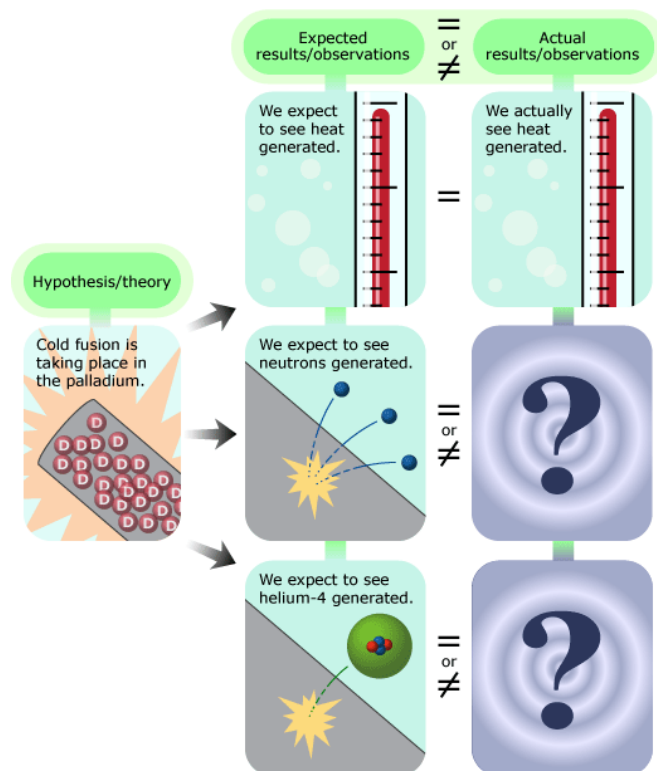 Expected
results/observations
=
or
≠
Actual
results/observations
We expect
to see heat
generated.
=
We actually
see heat
generated.
Hypothesis/theory
Cold fusion is
taking place in
the palladium.
D
D
D D D
D D D D
D D D D
D D D D
D D D
We expect to see
neutrons generated.
=
or
≠
?
We expect to see
helium-4 generated.
=
or
≠
?